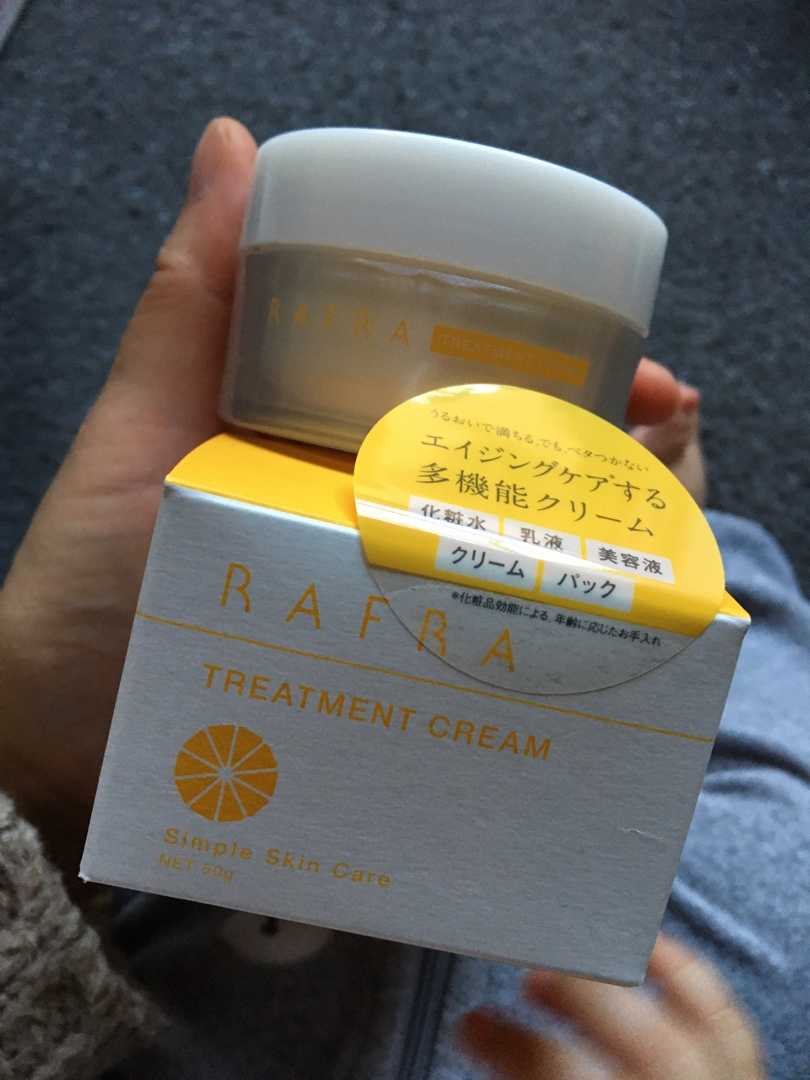 RAFRA
TREATMENT CREAM
うるおいで満ちる。でも、ベタつかない
エイジングケアする
多機能クリーム
化粧水 乳液 美容液
クリーム パック
※化粧品効能による、年齢に応じたお手入れ
RAFRA
TREATMENT CREAM
Simple Skin Care
NET 50g